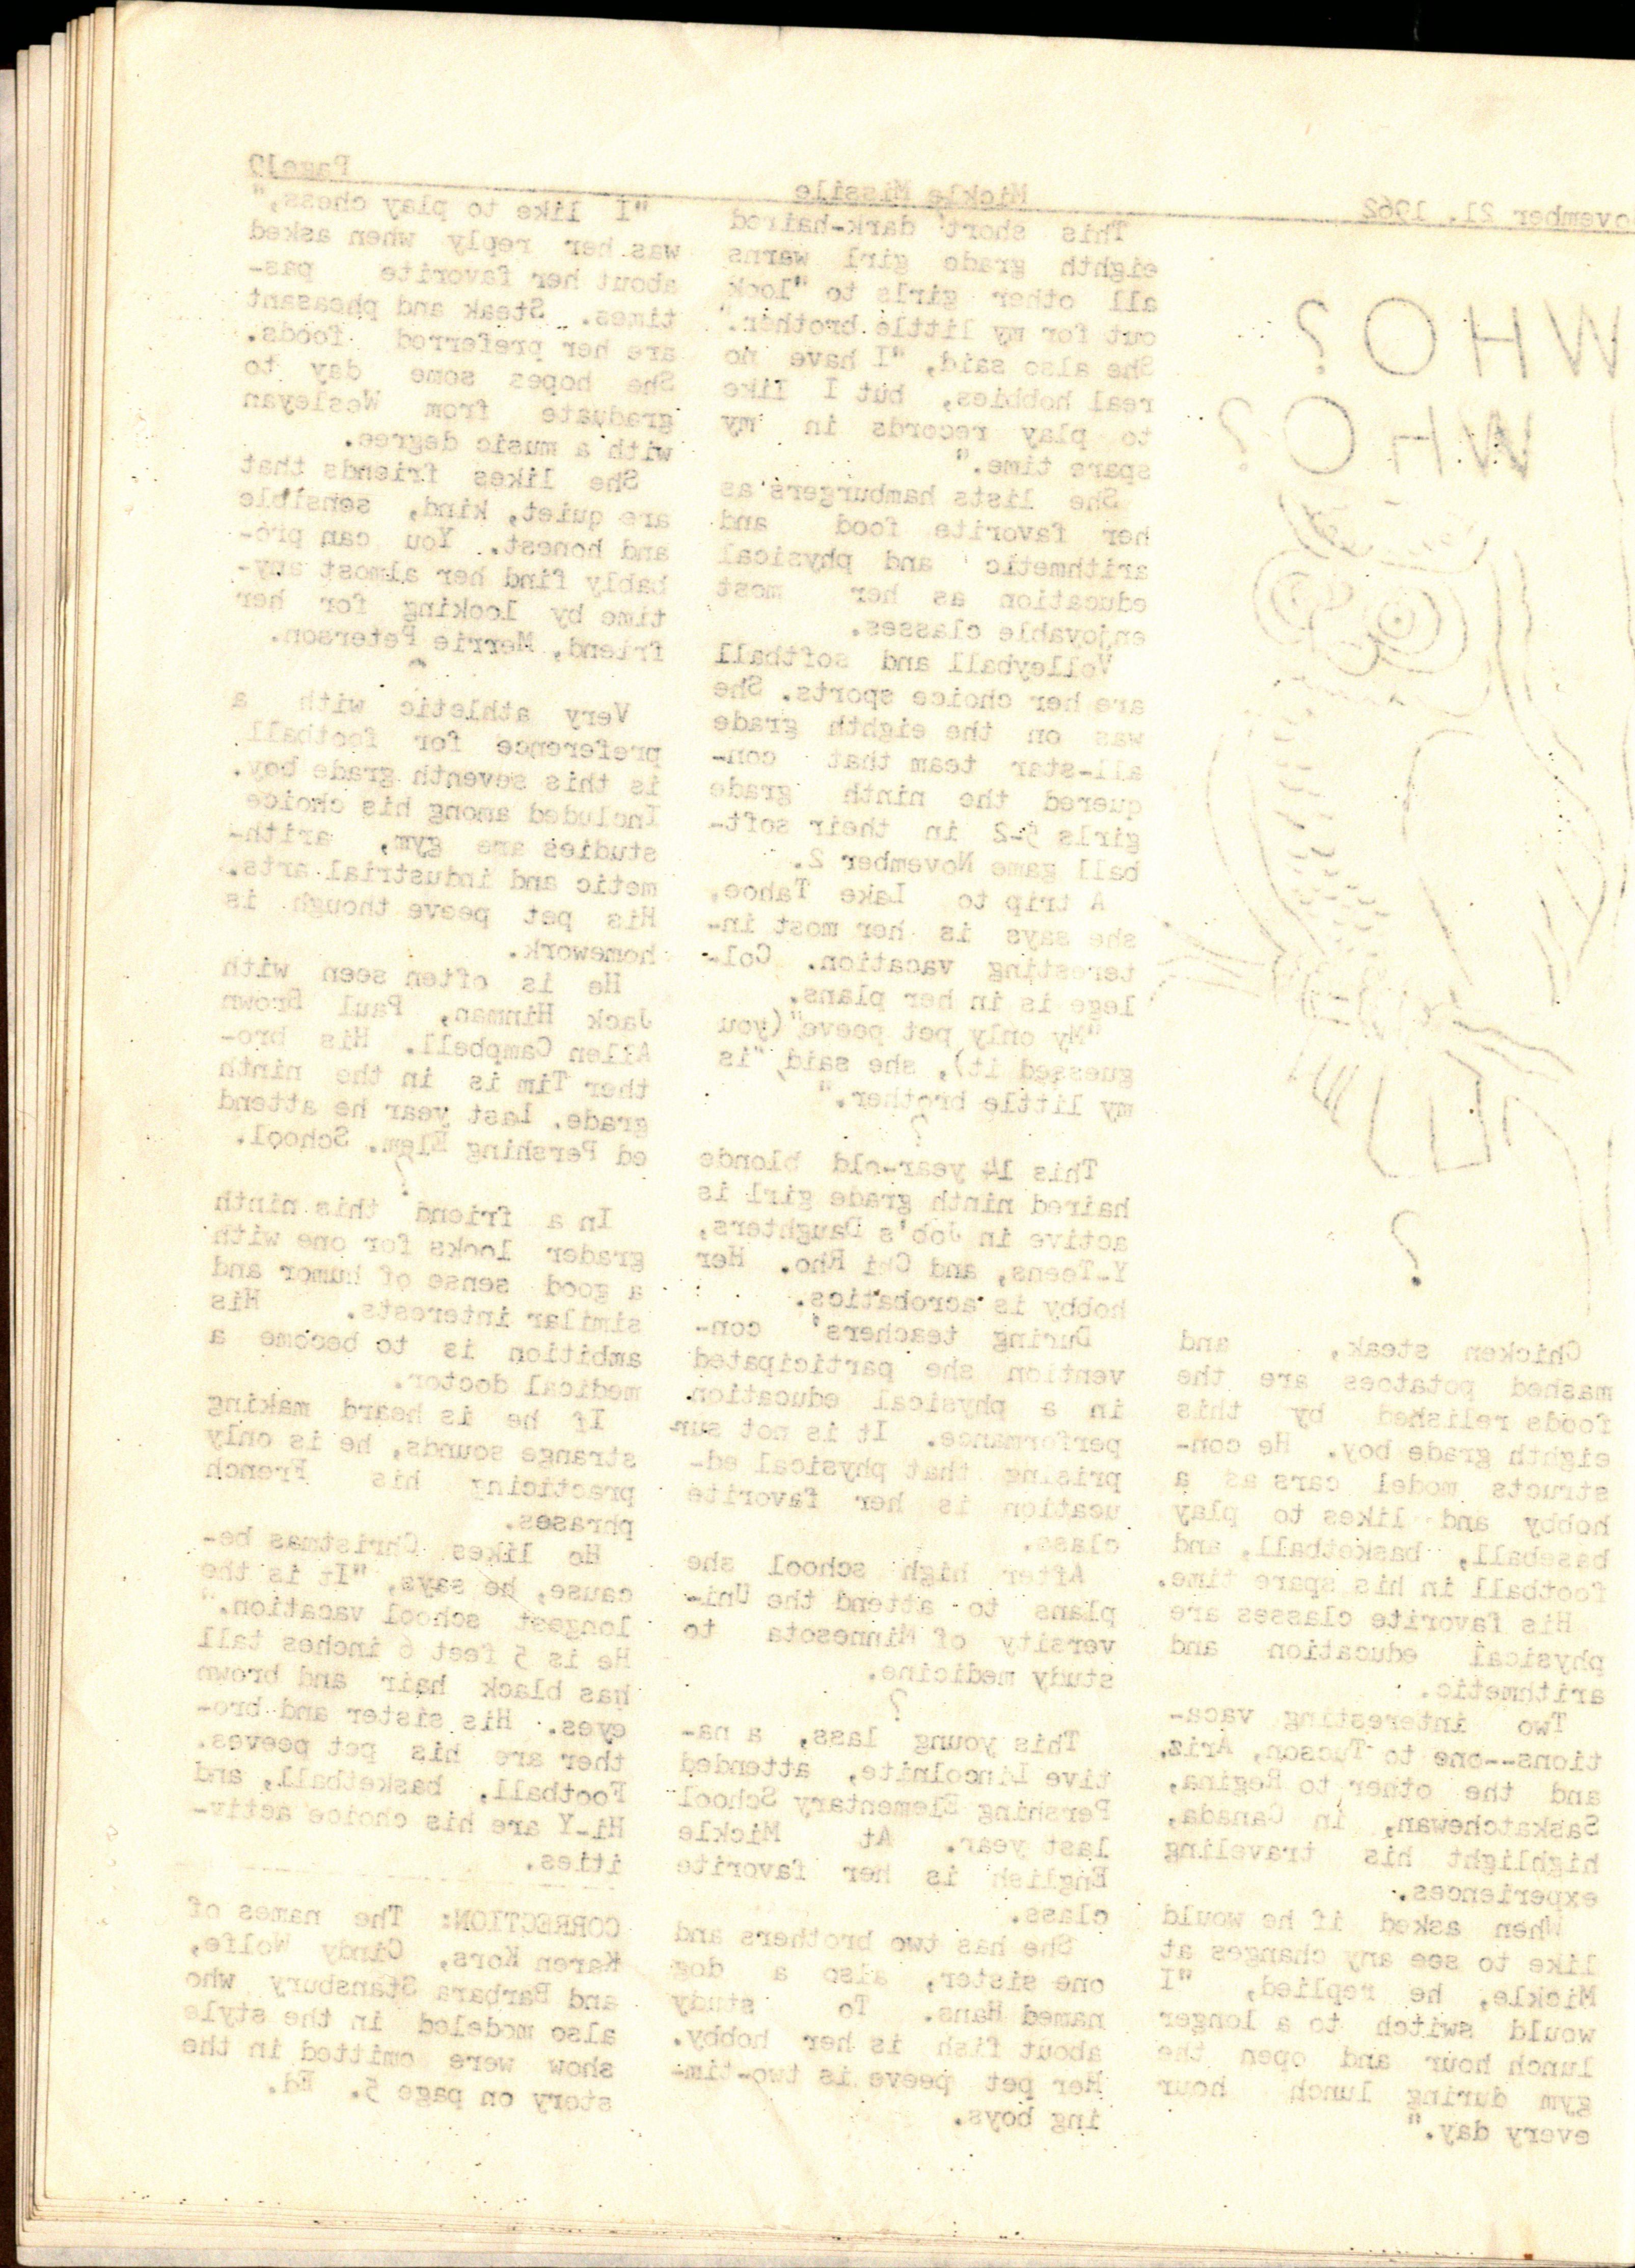 November 21, 1962 Mickle Missile Page19
WHO?
WHO?
?
Chicken steak, and
mashed potatoes are the
foods relished by this
eighth grade boy. He con-
structs model cars as a
hobby and likes to play
baseball, basketball, and
football in his spare time.
His favorite classes are
physical education and
arithmetic.
Two interesting vaca-
tions--one to Tucson, Ariz.
and the other to Regina,
Saskatchewan, in Canada,
highlight his traveling
experiences.
When asked if he would
like to see any changes at
Mickle, he replied, "I
would switch to a longer
lunch hour and open the
gym during lunch hour
every day."
This short dark-haired
eighth grade girl warns
all other girls to "look
out for my little brother."
She also said, "I have no
real hobbies, but I like
to play records in my
spare time."
She lists hamburgers as
her favorite food and
arithmetic and physical
education as her most
enjoyable classes.
Volleyball and softball
are her choice sports. She
was on the eighth grade
all-star team that con-
quered the ninth grade
girls 5-2 in their soft-
ball game November 2.
A trip to Lake Tahoe,
she says is her most in-
teresting vacation. Col-
lege is in her plans.
"My only pet peeve"(you
guessed it), she said,"is
my little brother."
?
This 14 year-old blonde
haired ninth grade girl is
active in Job's Daughters,
Y-Teens, and Chi Rho. Her
hobby is acrobatics.
During teachers' con-
vention she participated
in a physical education
performance. It is not sur-
prising that physical ed-
ucation is her favorite
class.
After high school she
plans to attend the Uni-
versity of Minnesota to
study medicine.
?
This young lass, a na-
tive Lincolnite, attended
Pershing Elementary School
last year. At Mickle
English is her favorite
class.
She has two brothers and
one sister, also a dog
named Hans. To study
about fish is her hobby.
Her pet peeve is two-tim-
ing boys.
"I like to play chess,"
was her reply when asked
about her favorite pas-
times. Steak and pheasant
are her preferred foods.
She hopes some day to
graduate from Wesleyan
with a music degree.
She likes friends that
are quiet, kind, sensible
and honest. You can pro-
bably find her almost any-
time by looking for her
friend, Merrie Peterson.
Very athletic with a
preference for football
is this seventh grade boy.
Included among his choice
studies are gym, arith-
metic and industrial arts.
His pet peeve though is
homework.
He is often seen with
Jack Hinman, Paul Brown
Allen Campbell. His bro-
ther Tim is in the ninth
grade. Last year he attend
ed Pershing Elem. School.
?
In a friend this ninth
grader looks for one with
a good sense of humor and
similar interests. His
ambition is to become a
medical doctor.
If he is heard making
strange sounds, he is only
practicing his French
phrases.
He likes Christmas be-
cause, he says, "It is the
longest school vacation."
He is 5 feet 6 inches tall
has black hair and brown
eyes. His sister and bro-
ther are his pet peeves.
Football, basketball, and
Hi-Y are his choice activ-
ities.
CORRECTION: The names of
Karen Kors, Cindy Wolfe,
and Barbara Stansbury who
also modeled in the style
show were omitted in the
story on page 5. Ed.